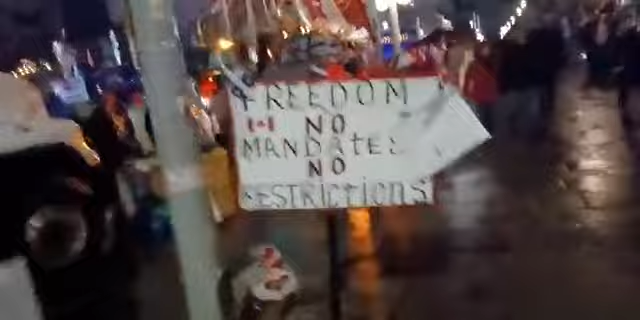 FREEDOM
NO
MANDATES
NO
RESTRICTIONS